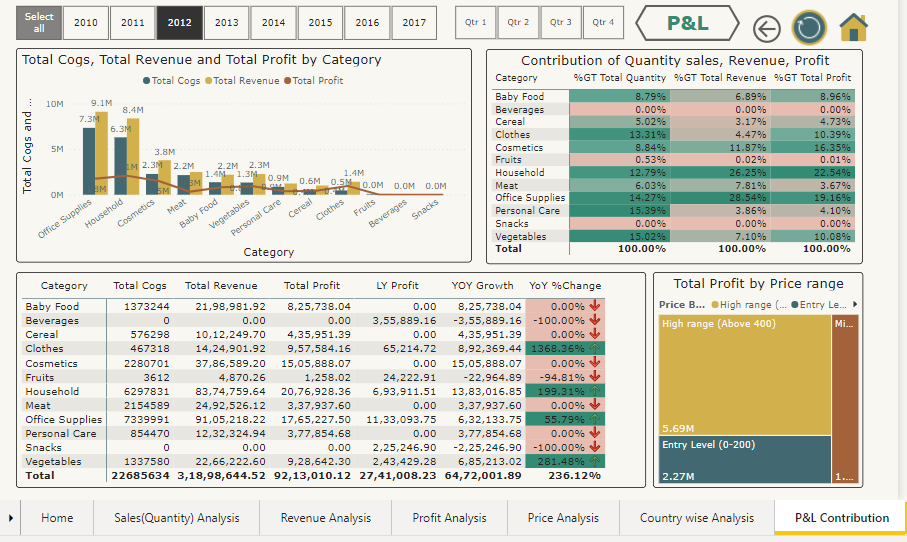 Select all 2010 2011 2012 2013 2014 2015 2016 2017 Qtr 1 Qtr 2 Qtr 3 Qtr 4 P&L
Total Cogs, Total Revenue and Total Profit by Category
Total Cogs Total Revenue Total Profit
Total Cogs and ...
10M
5M
0M
7.3M 9.1M 6.3M 8.4M 2.3M 3.8M 2.2M 1.4M 2.2M 1.3M 2.3M 0.9M 0.6M 0.5M 1.4M 0.0M 0.0M 0.0M
Office Supplies Household Cosmetics Meat Baby Food Vegetables Personal Care Cereal Clothes Fruits Beverages Snacks
Category
Contribution of Quantity sales, Revenue, Profit
Category %GT Total Quantity %GT Total Revenue %GT Total Profit
Baby Food 8.79% 6.89% 8.96%
Beverages 0.00% 0.00% 0.00%
Cereal 5.02% 3.17% 4.73%
Clothes 13.31% 4.47% 10.39%
Cosmetics 8.84% 11.87% 16.35%
Fruits 0.53% 0.02% 0.01%
Household 12.79% 26.25% 22.54%
Meat 6.03% 7.81% 3.67%
Office Supplies 14.27% 28.54% 19.16%
Personal Care 15.39% 3.86% 4.10%
Snacks 0.00% 0.00% 0.00%
Vegetables 15.02% 7.10% 10.08%
Total 100.00% 100.00% 100.00%
Category Total Cogs Total Revenue Total Profit LY Profit YOY Growth YoY %Change
Baby Food 1373244 21,98,981.92 8,25,738.04 0.00 8,25,738.04 0.00%
Beverages 0 0.00 0.00 3,55,889.16 -3,55,889.16 -100.00%
Cereal 576298 10,12,249.70 4,35,951.39 0.00 4,35,951.39 0.00%
Clothes 467318 14,24,901.92 9,57,584.16 65,214.72 8,92,369.44 1368.36%
Cosmetics 2280701 37,86,589.20 15,05,888.07 0.00 15,05,888.07 0.00%
Fruits 3612 4,870.26 1,258.02 24,222.91 -22,964.89 -94.81%
Household 6297831 83,74,759.64 20,76,928.36 6,93,911.51 13,83,016.85 199.31%
Meat 2154589 24,92,526.12 3,37,937.60 0.00 3,37,937.60 0.00%
Office Supplies 7339991 91,05,218.22 17,65,227.50 11,33,093.75 6,32,133.75 55.79%
Personal Care 854470 12,32,324.94 3,77,854.68 0.00 3,77,854.68 0.00%
Snacks 0 0.00 0.00 2,25,246.90 -2,25,246.90 -100.00%
Vegetables 1337580 22,66,222.60 9,28,642.30 2,43,429.28 6,85,213.02 281.48%
Total 22685634 3,18,98,644.52 92,13,010.12 27,41,008.23 64,72,001.89 236.12%
Total Profit by Price range
Price B... High range (... Entry Le...
High range (Above 400) Mi...
5.69M
Entry Level (0-200)
2.27M 1....
Home Sales(Quantity) Analysis Revenue Analysis Profit Analysis Price Analysis Country wise Analysis P&L Contribution